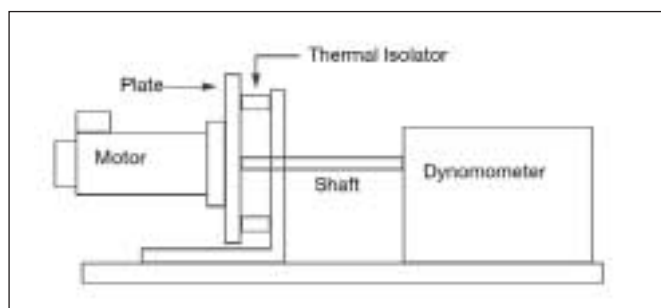 Thermal Isolator
Plate
Motor
Shaft
Dynomometer